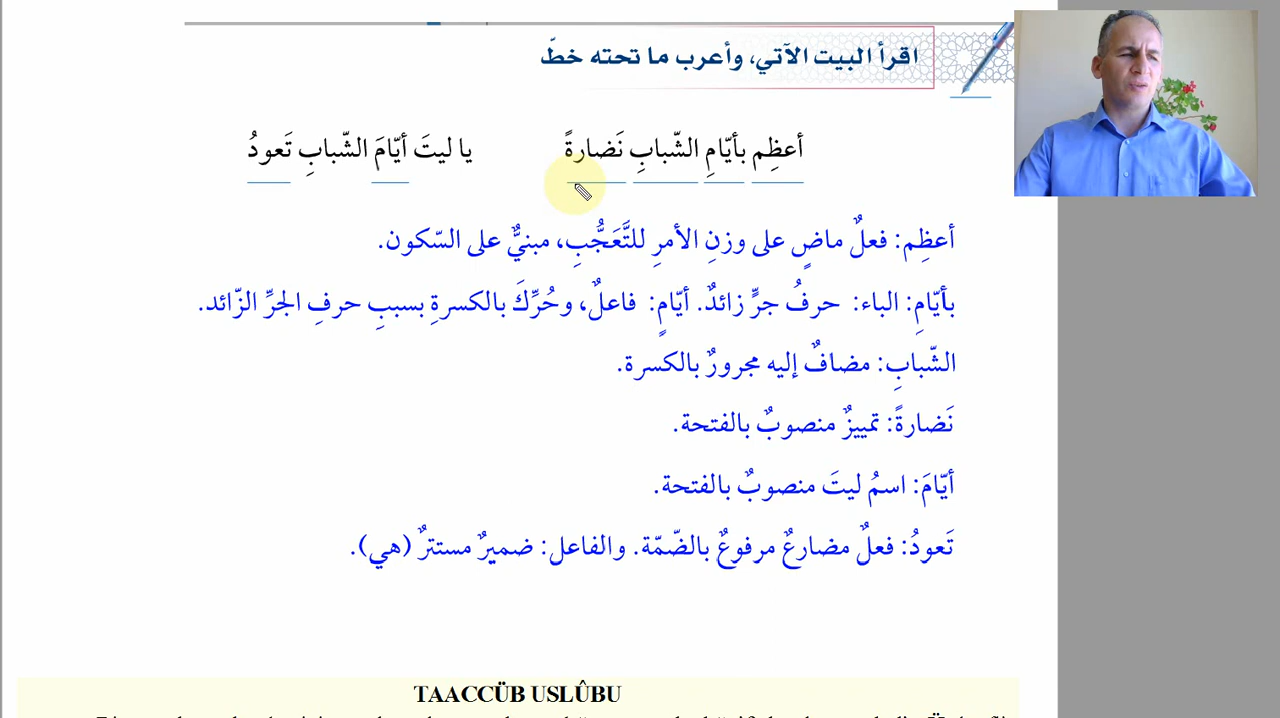 اقرأ البيت الآتي، وأعرب ما تحته خطّ
أعظِم بأيّامِ الشّبابِ نَضارةً يا ليتَ أيّامَ الشّبابِ تَعودُ
أعظِم: فعلٌ ماضٍ على وزنِ الأمرِ للتَّعَجُّبِ، مبنيٌّ على السّكون.
بأيّامِ: الباء: حرفُ جرٍّ زائدٌ. أيّامٍ: فاعلٌ، وحُرِّكَ بالكسرةِ بسببِ حرفِ الجرِّ الزّائد.
الشّبابِ: مضافٌ إليه مجرورٌ بالكسرة.
نَضارةً: تمييزٌ منصوبٌ بالفتحة.
أيّامَ: اسمُ ليتَ منصوبٌ بالفتحة.
تَعودُ: فعلٌ مضارعٌ مرفوعٌ بالضّمّة. والفاعل: ضميرٌ مستترٌ (هي).
TAACCÜB USLÛBU